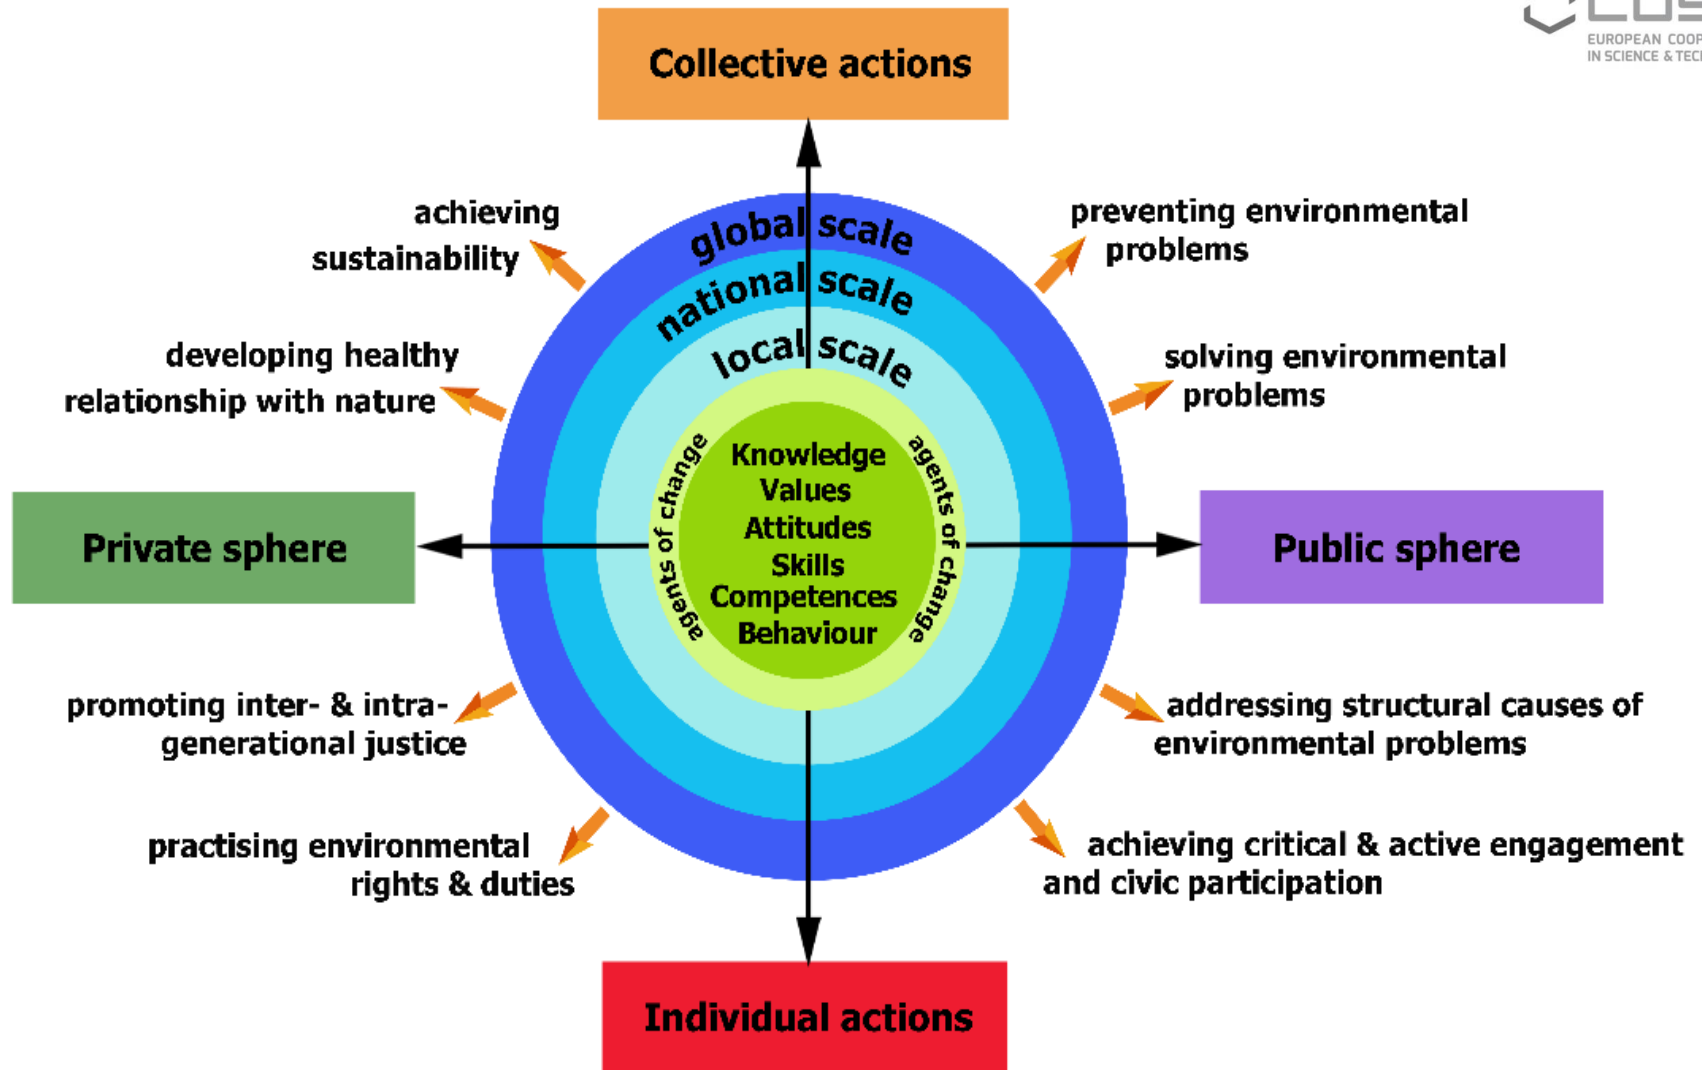 EUROPEAN
IN SCIENCE &
Collective actions
achieving
sustainability
preventing environmental
problems
global scale
national scale
local scale
developing healthy
relationship with nature
solving environmental
problems
agents of change
Knowledge
Values
Attitudes
Skills
Competences
Behaviour
agents of change
Private sphere
Public sphere
promoting inter- & intra-
generational justice
addressing structural causes of
environmental problems
practising environmental
rights & duties
achieving critical & active engagement
and civic participation
Individual actions